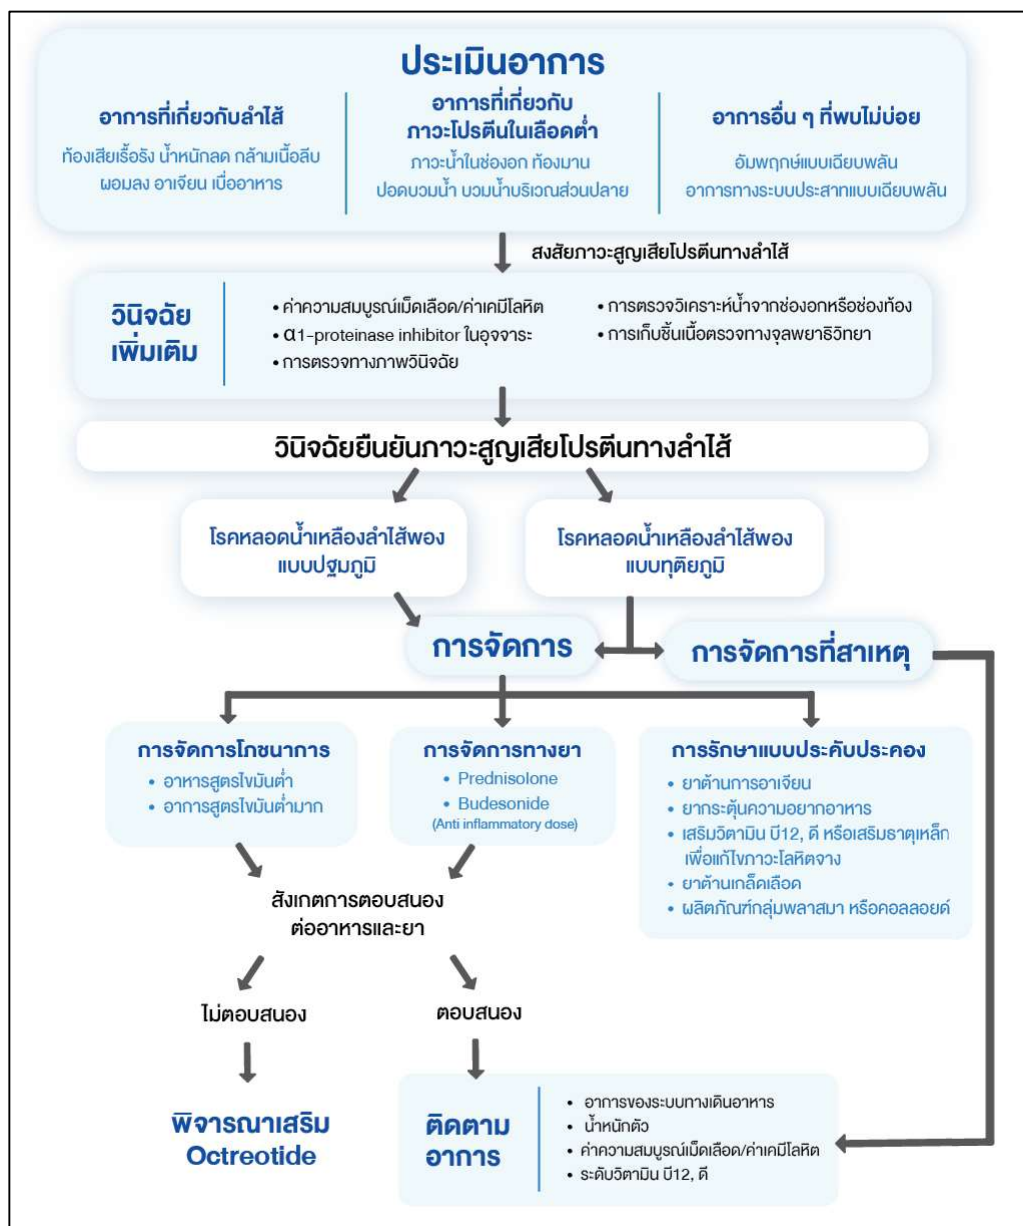 ประเมินอาการ
อาการที่เกี่ยวกับลำไส้
ท้องเสียเรื้อรัง น้ำหนักลด กล้ามเนื้อลีบ
ผอมลง อาเจียน เบื่ออาหาร
อาการที่เกี่ยวกับ
ภาวะโปรตีนในเลือดต่ำ
ภาวะน้ำในช่องอก ท้องมาน
ปอดบวมน้ำ บวมน้ำบริเวณส่วนปลาย
อาการอื่น ๆ ที่พบไม่บ่อย
อัมพฤกษ์แบบเฉียบพลัน
อาการทางระบบประสาทแบบเฉียบพลัน
สงสัยภาวะสูญเสียโปรตีนทางลำไส้
วินิจฉัย
เพิ่มเติม
• ค่าความสมบูรณ์เม็ดเลือด/ค่าเคมีโลหิต
• α1-proteinase inhibitor ในอุจจาระ
• การตรวจทางภาพวินิจฉัย
• การตรวจวิเคราะห์น้ำจากช่องอกหรือช่องท้อง
• การเก็บชิ้นเนื้อตรวจทางจุลพยาธิวิทยา
วินิจฉัยยืนยันภาวะสูญเสียโปรตีนทางลำไส้
โรคหลอดน้ำเหลืองลำไส้พอง
แบบปฐมภูมิ
โรคหลอดน้ำเหลืองลำไส้พอง
แบบทุติยภูมิ
การจัดการ
การจัดการที่สาเหตุ
การจัดการโภชนาการ
• อาหารสูตรไขมันต่ำ
• อาการสูตรไขมันต่ำมาก
การจัดการทางยา
• Prednisolone
• Budesonide
(Anti inflammatory dose)
การรักษาแบบประคับประคอง
• ยาต้านการอาเจียน
• ยากระตุ้นความอยากอาหาร
• เสริมวิตามิน บี12, ดี หรือเสริมธาตุเหล็ก
เพื่อแก้ไขภาวะโลหิตจาง
• ยาต้านเกล็ดเลือด
• ผลิตภัณฑ์กลุ่มพลาสมา หรือคอลลอยด์
สังเกตการตอบสนอง
ต่ออาหารและยา
ไม่ตอบสนอง
ตอบสนอง
พิจารณาเสริม
Octreotide
ติดตาม
อาการ
• อาการของระบบทางเดินอาหาร
• น้ำหนักตัว
• ค่าความสมบูรณ์เม็ดเลือด/ค่าเคมีโลหิต
• ระดับวิตามิน บี12, ดี